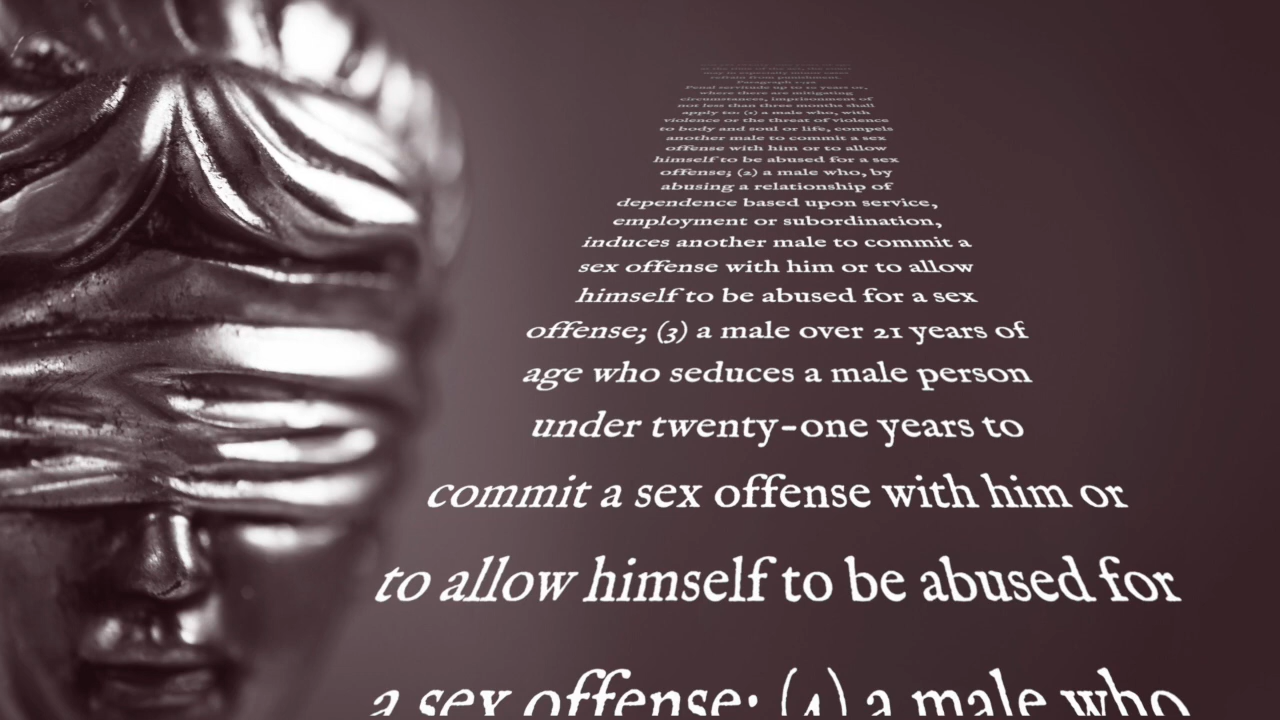 refrain from punishment.
Paragraph 175a
Penal servitude up to 10 years or,
where there are mitigating
circumstances, imprisonment of
not less than three months shall
apply to: (1) a male who, with
violence or the threat of violence
to body and soul or life, compels
another male to commit a sex
offense with him or to allow
himself to be abused for a sex
offense; (2) a male who, by
abusing a relationship of
dependence based upon service,
employment or subordination,
induces another male to commit a
sex offense with him or to allow
himself to be abused for a sex
offense; (3) a male over 21 years of
age who seduces a male person
under twenty-one years to
commit a sex offense with him or
to allow himself to be abused for
a sex offense; (4) a male who